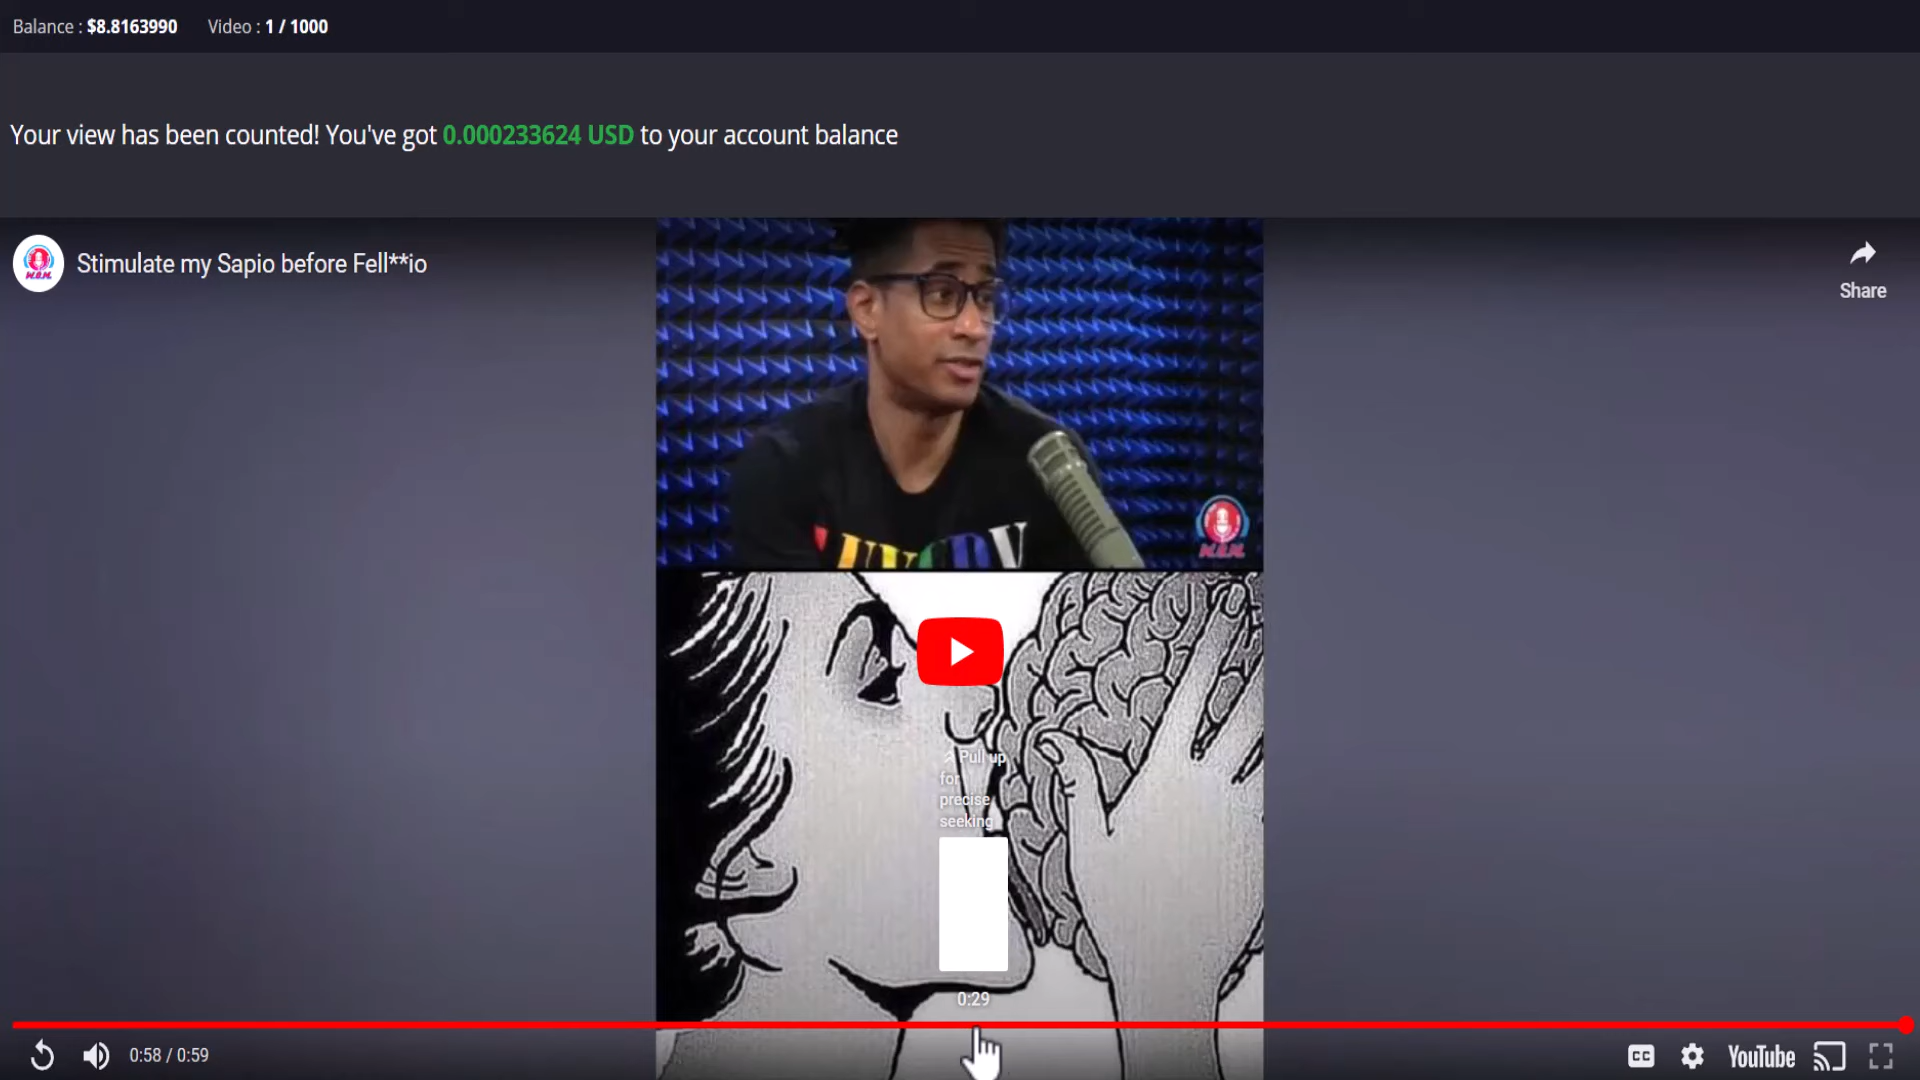 Balance : $8.8163990 Video : 1 / 1000
Your view has been counted! You've got 0.000233624 USD to your account balance
Stimulate my Sapio before Fell**io
Share
W.R.M.
Pull up
for
precise
seeking
0:29
0:58 / 0:59
CC
YouTube